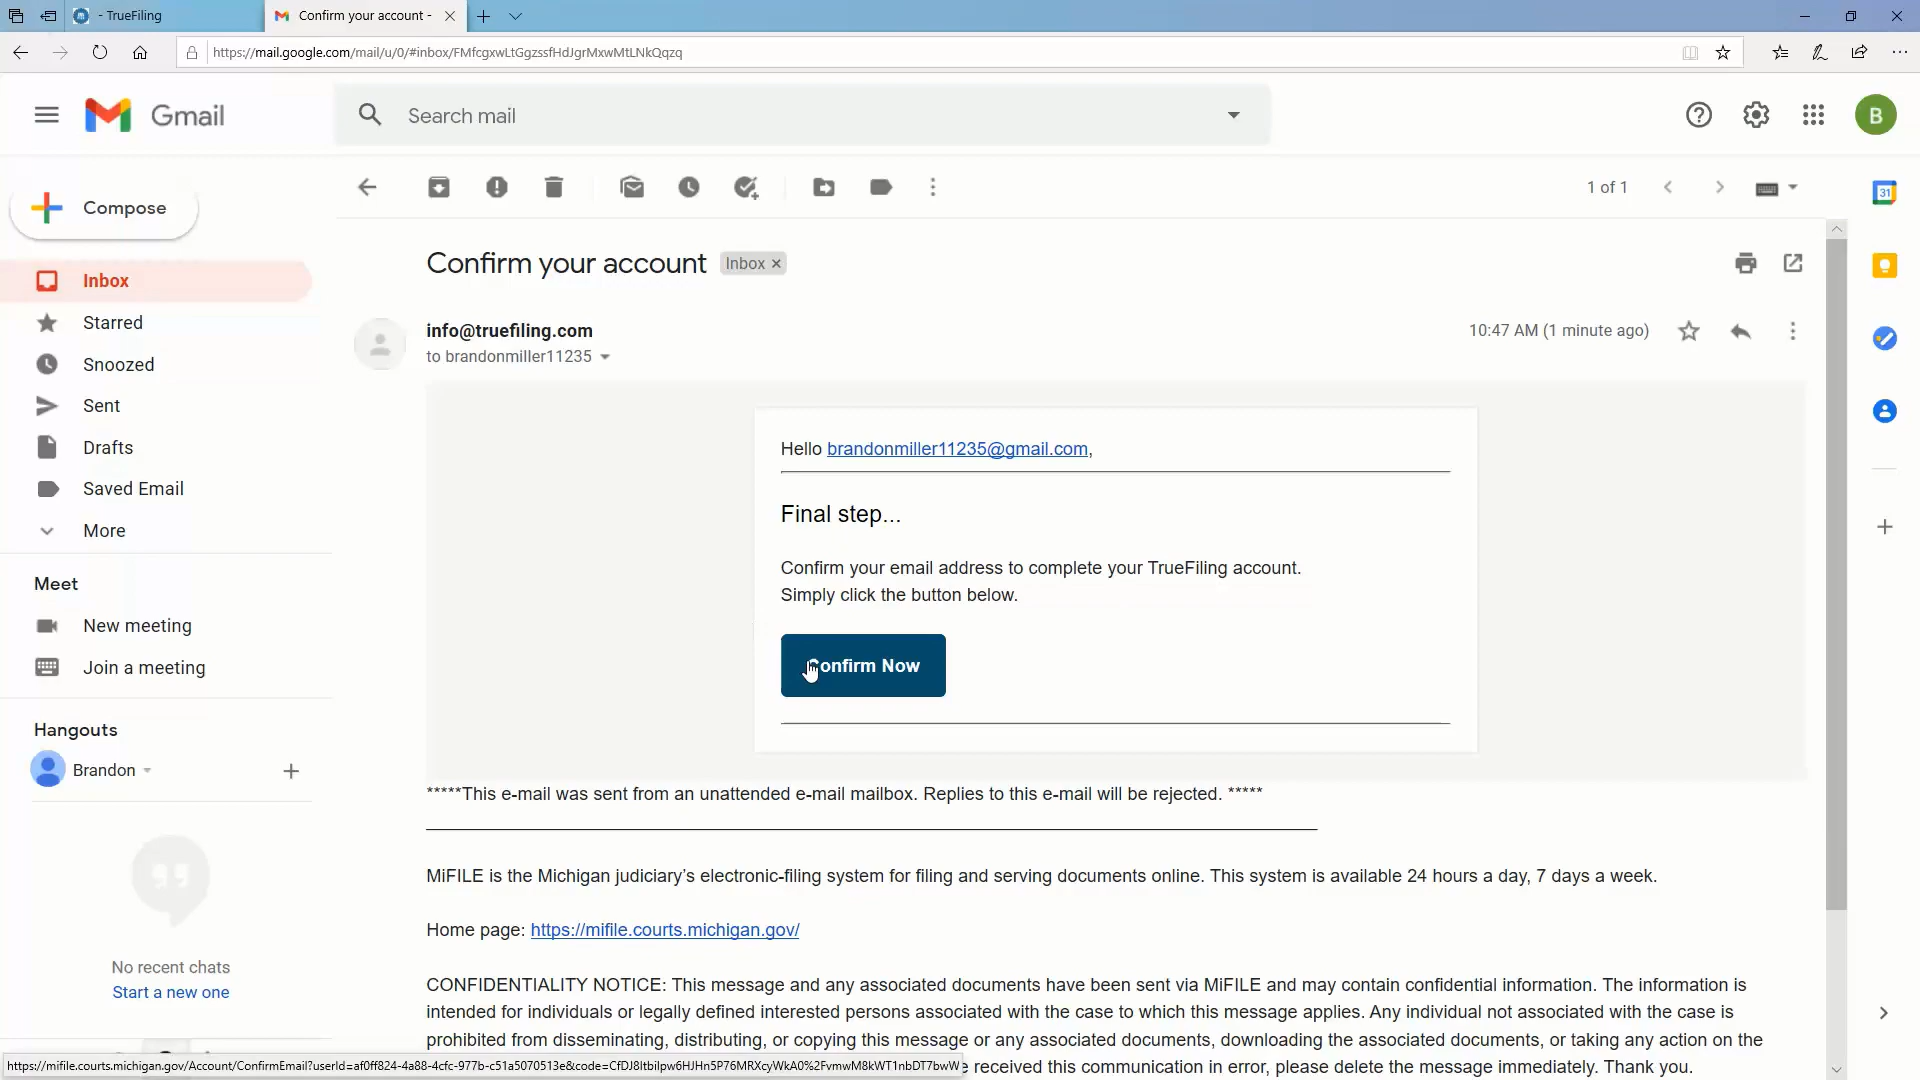 - TrueFiling
Confirm your account -
https://mail.google.com/mail/u/0/#inbox/FMfcgxwLtGgzssfHdJgrMxwMtLNkQqzq
Gmail
Search mail
B
Compose
1 of 1
31
Inbox
Starred
Snoozed
Sent
Drafts
Saved Email
More
Meet
New meeting
Join a meeting
Hangouts
Brandon
No recent chats
Start a new one
Confirm your account Inbox
info@truefiling.com
10:47 AM (1 minute ago)
to brandonmiller11235
Hello brandonmiller11235@gmail.com,
Final step...
Confirm your email address to complete your TrueFiling account.
Simply click the button below.
Confirm Now
*****This e-mail was sent from an unattended e-mail mailbox. Replies to this e-mail will be rejected. *****
MiFILE is the Michigan judiciary’s electronic-filing system for filing and serving documents online. This system is available 24 hours a day, 7 days a week.
Home page: https://mifile.courts.michigan.gov/
CONFIDENTIALITY NOTICE: This message and any associated documents have been sent via MiFILE and may contain confidential information. The information is
intended for individuals or legally defined interested persons associated with the case to which this message applies. Any individual not associated with the case is
prohibited from disseminating, distributing, or copying this message or any associated documents, downloading the associated documents, or taking any action on the
e received this communication in error, please delete the message immediately. Thank you.
https://mifile.courts.michigan.gov/Account/ConfirmEmail?userId=af0ff824-4a88-4cfc-977b-c51a5070513e&code=CfDJ8ItbiIpw6HJHn5P76MRXcyWkA0%2FvmwM8kWT1nbDT7bwW